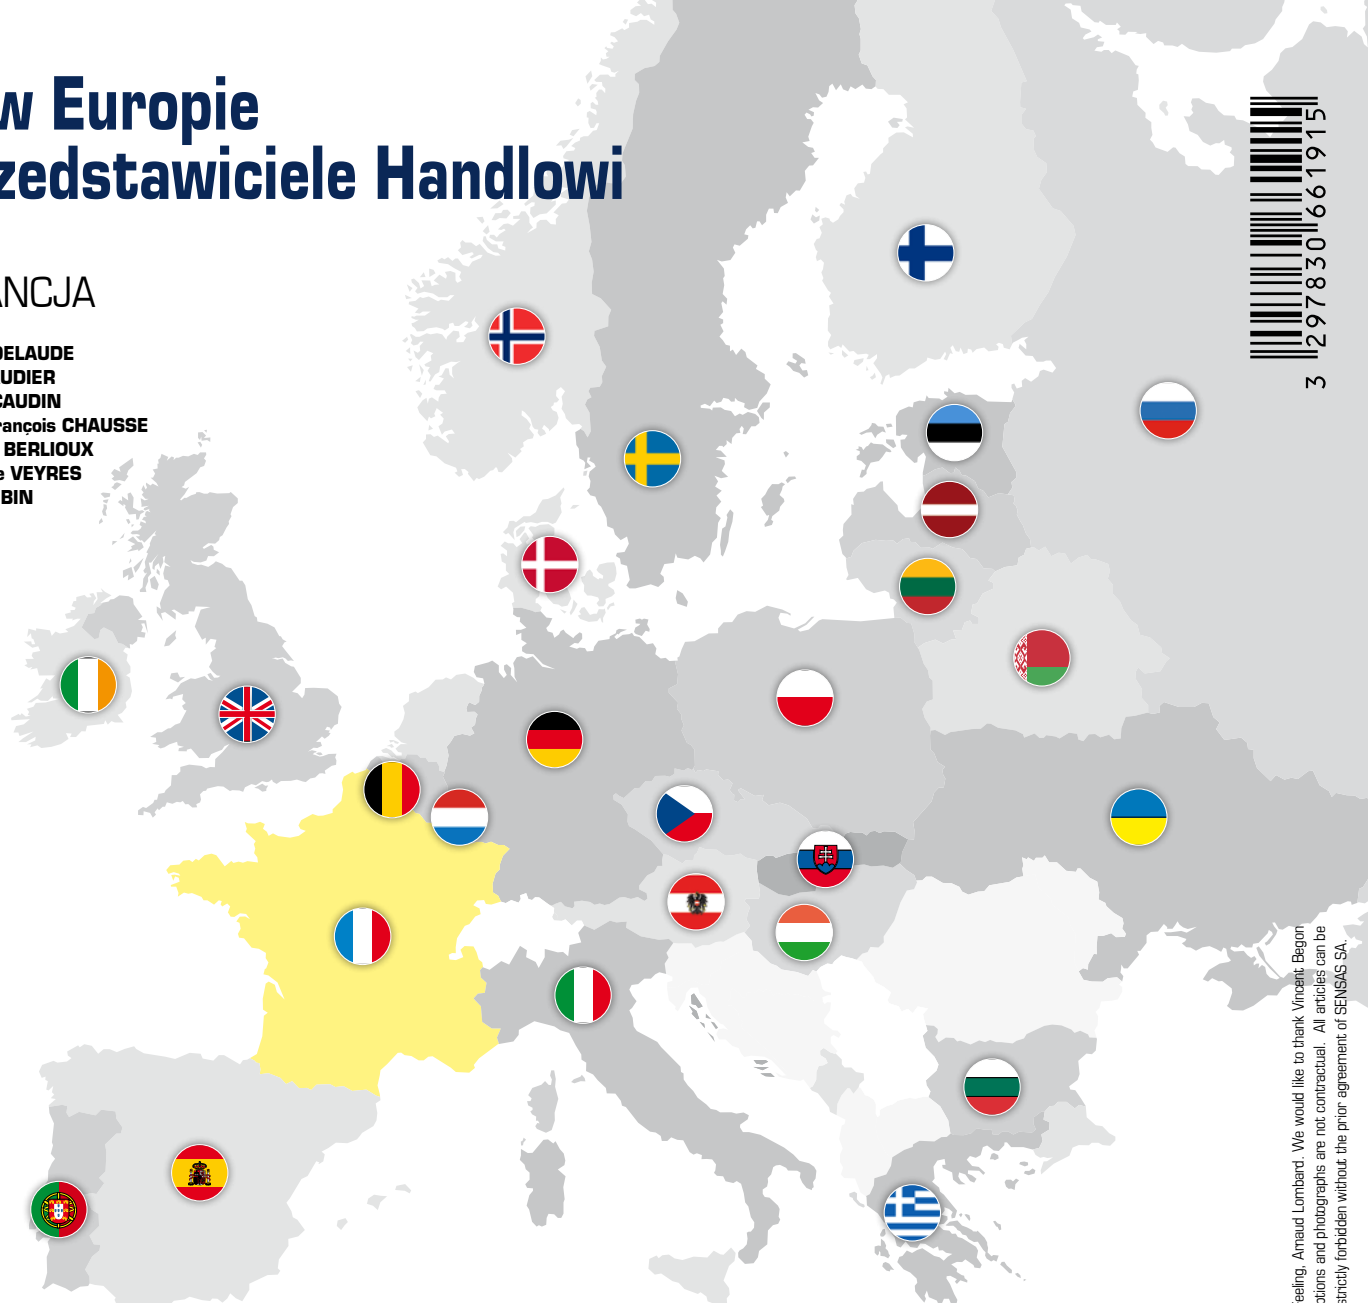 w Europie
zedstawiciele Handlowi
ANCJA
DELAUDE
UDIER
CAUDIN
rançois CHAUSSE
BERLIOUX
e VEYRES
BIN
3 297830 661915
eeling, Arnaud Lombard. We would like to thank Vincent Begon
otions and photographs are not contractual. All articles can be
strictly forbidden without the prior agreement of SENSAS SA.